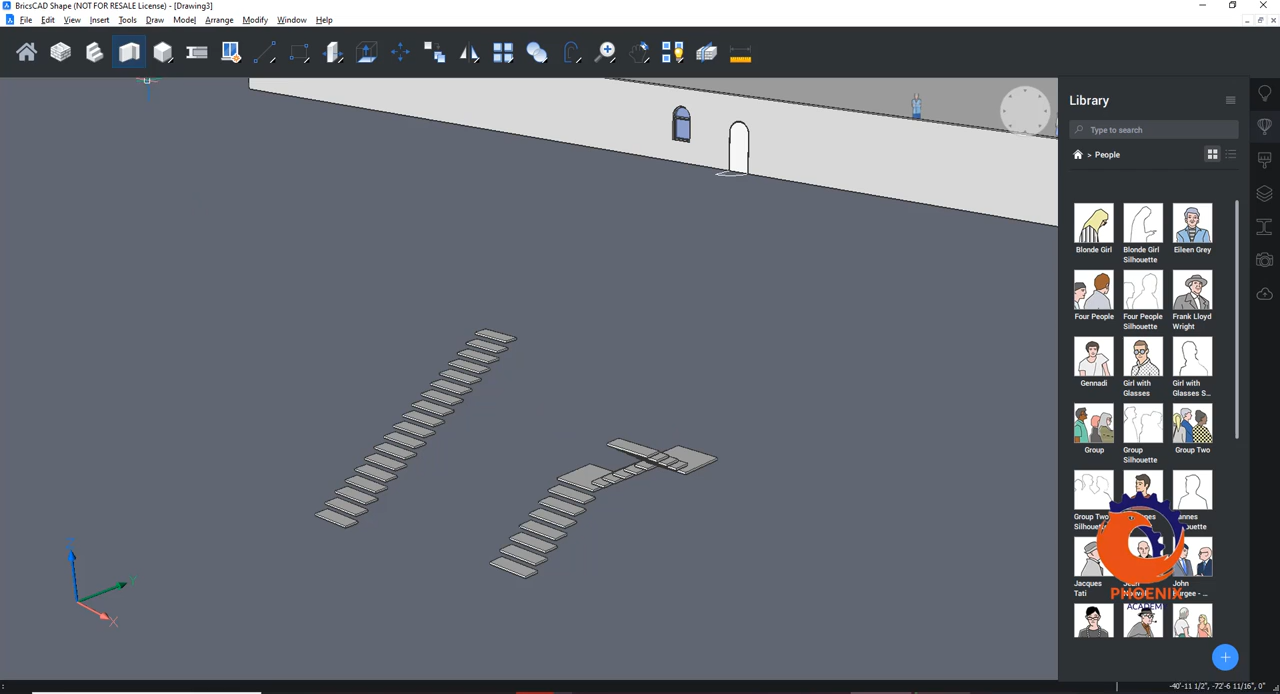 BricsCAD Shape (NOT FOR RESALE License) - [Drawing3]
File Edit View Insert Tools Draw Model Arrange Modify Window Help
Library
Type to search
> People
Blonde Girl
Blonde Girl Silhouette
Eileen Grey
Four People
Four People Silhouette
Frank Lloyd Wright
Gennadi
Girl with Glasses
Girl with Glasses S...
Group
Group Silhouette
Group Two
Group Two
Jacques Tati
John
- ...
PHOENIX
ACADEM
X
-40'-11 1/2", -72'-6 11/16", 0"